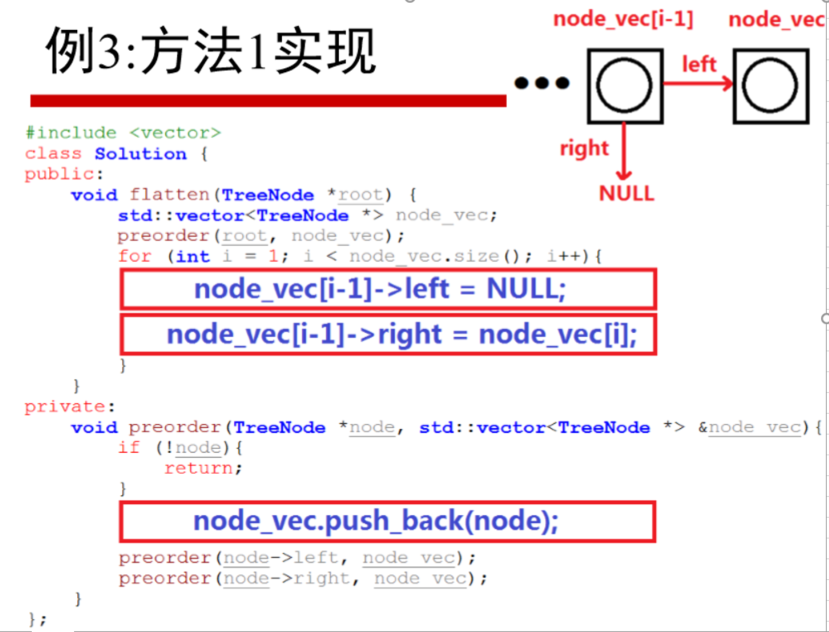 例3:方法1实现
node_vec[i-1] node_vec
left
right
NULL
#include <vector>
class Solution {
public:
void flatten(TreeNode *root) {
std::vector<TreeNode *> node_vec;
preorder(root, node_vec);
for (int i = 1; i < node_vec.size(); i++){
node_vec[i-1]->left = NULL;
node_vec[i-1]->right = node_vec[i];
}
}
private:
void preorder(TreeNode *node, std::vector<TreeNode *> &node_vec){
if (!node){
return;
}
node_vec.push_back(node);
preorder(node->left, node_vec);
preorder(node->right, node_vec);
}
};